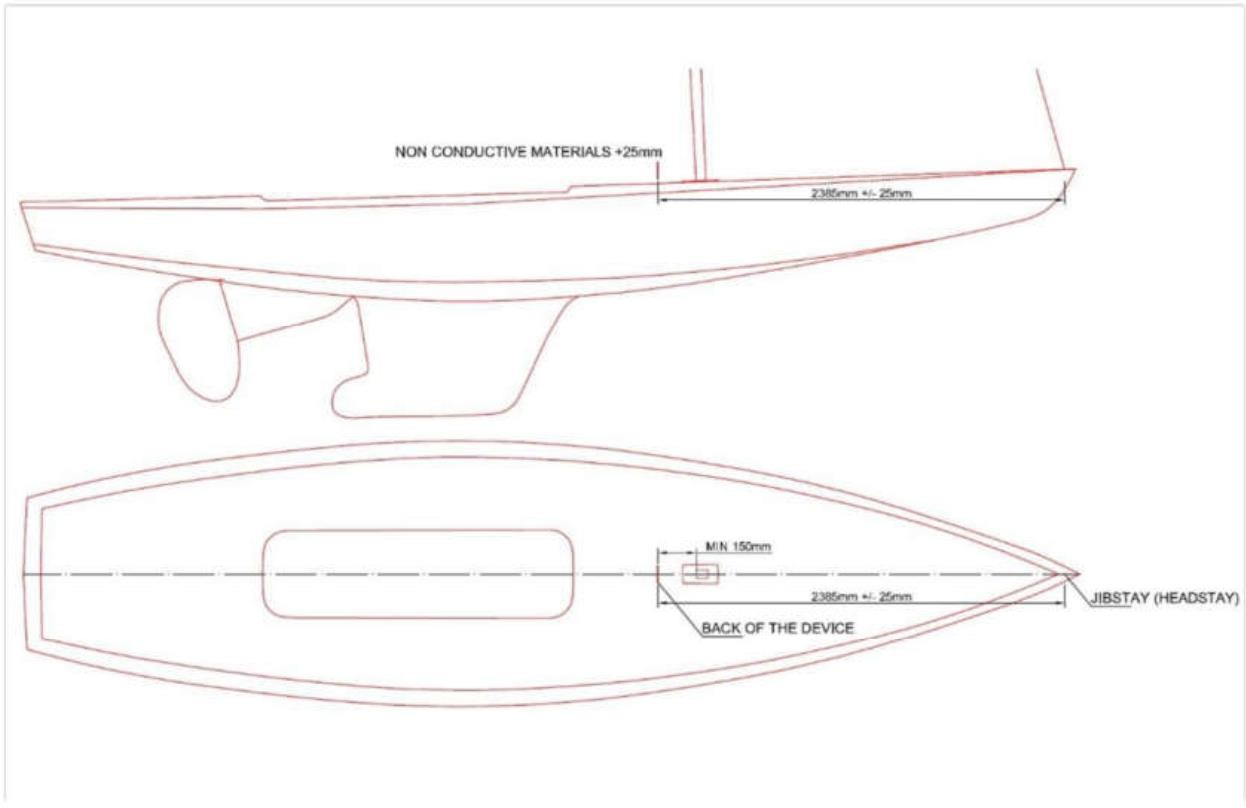 NON CONDUCTIVE MATERIALS +25mm
2385mm +/- 25mm
MIN 150mm
2385mm +/- 25mm
JIBSTAY (HEADSTAY)
BACK OF THE DEVICE